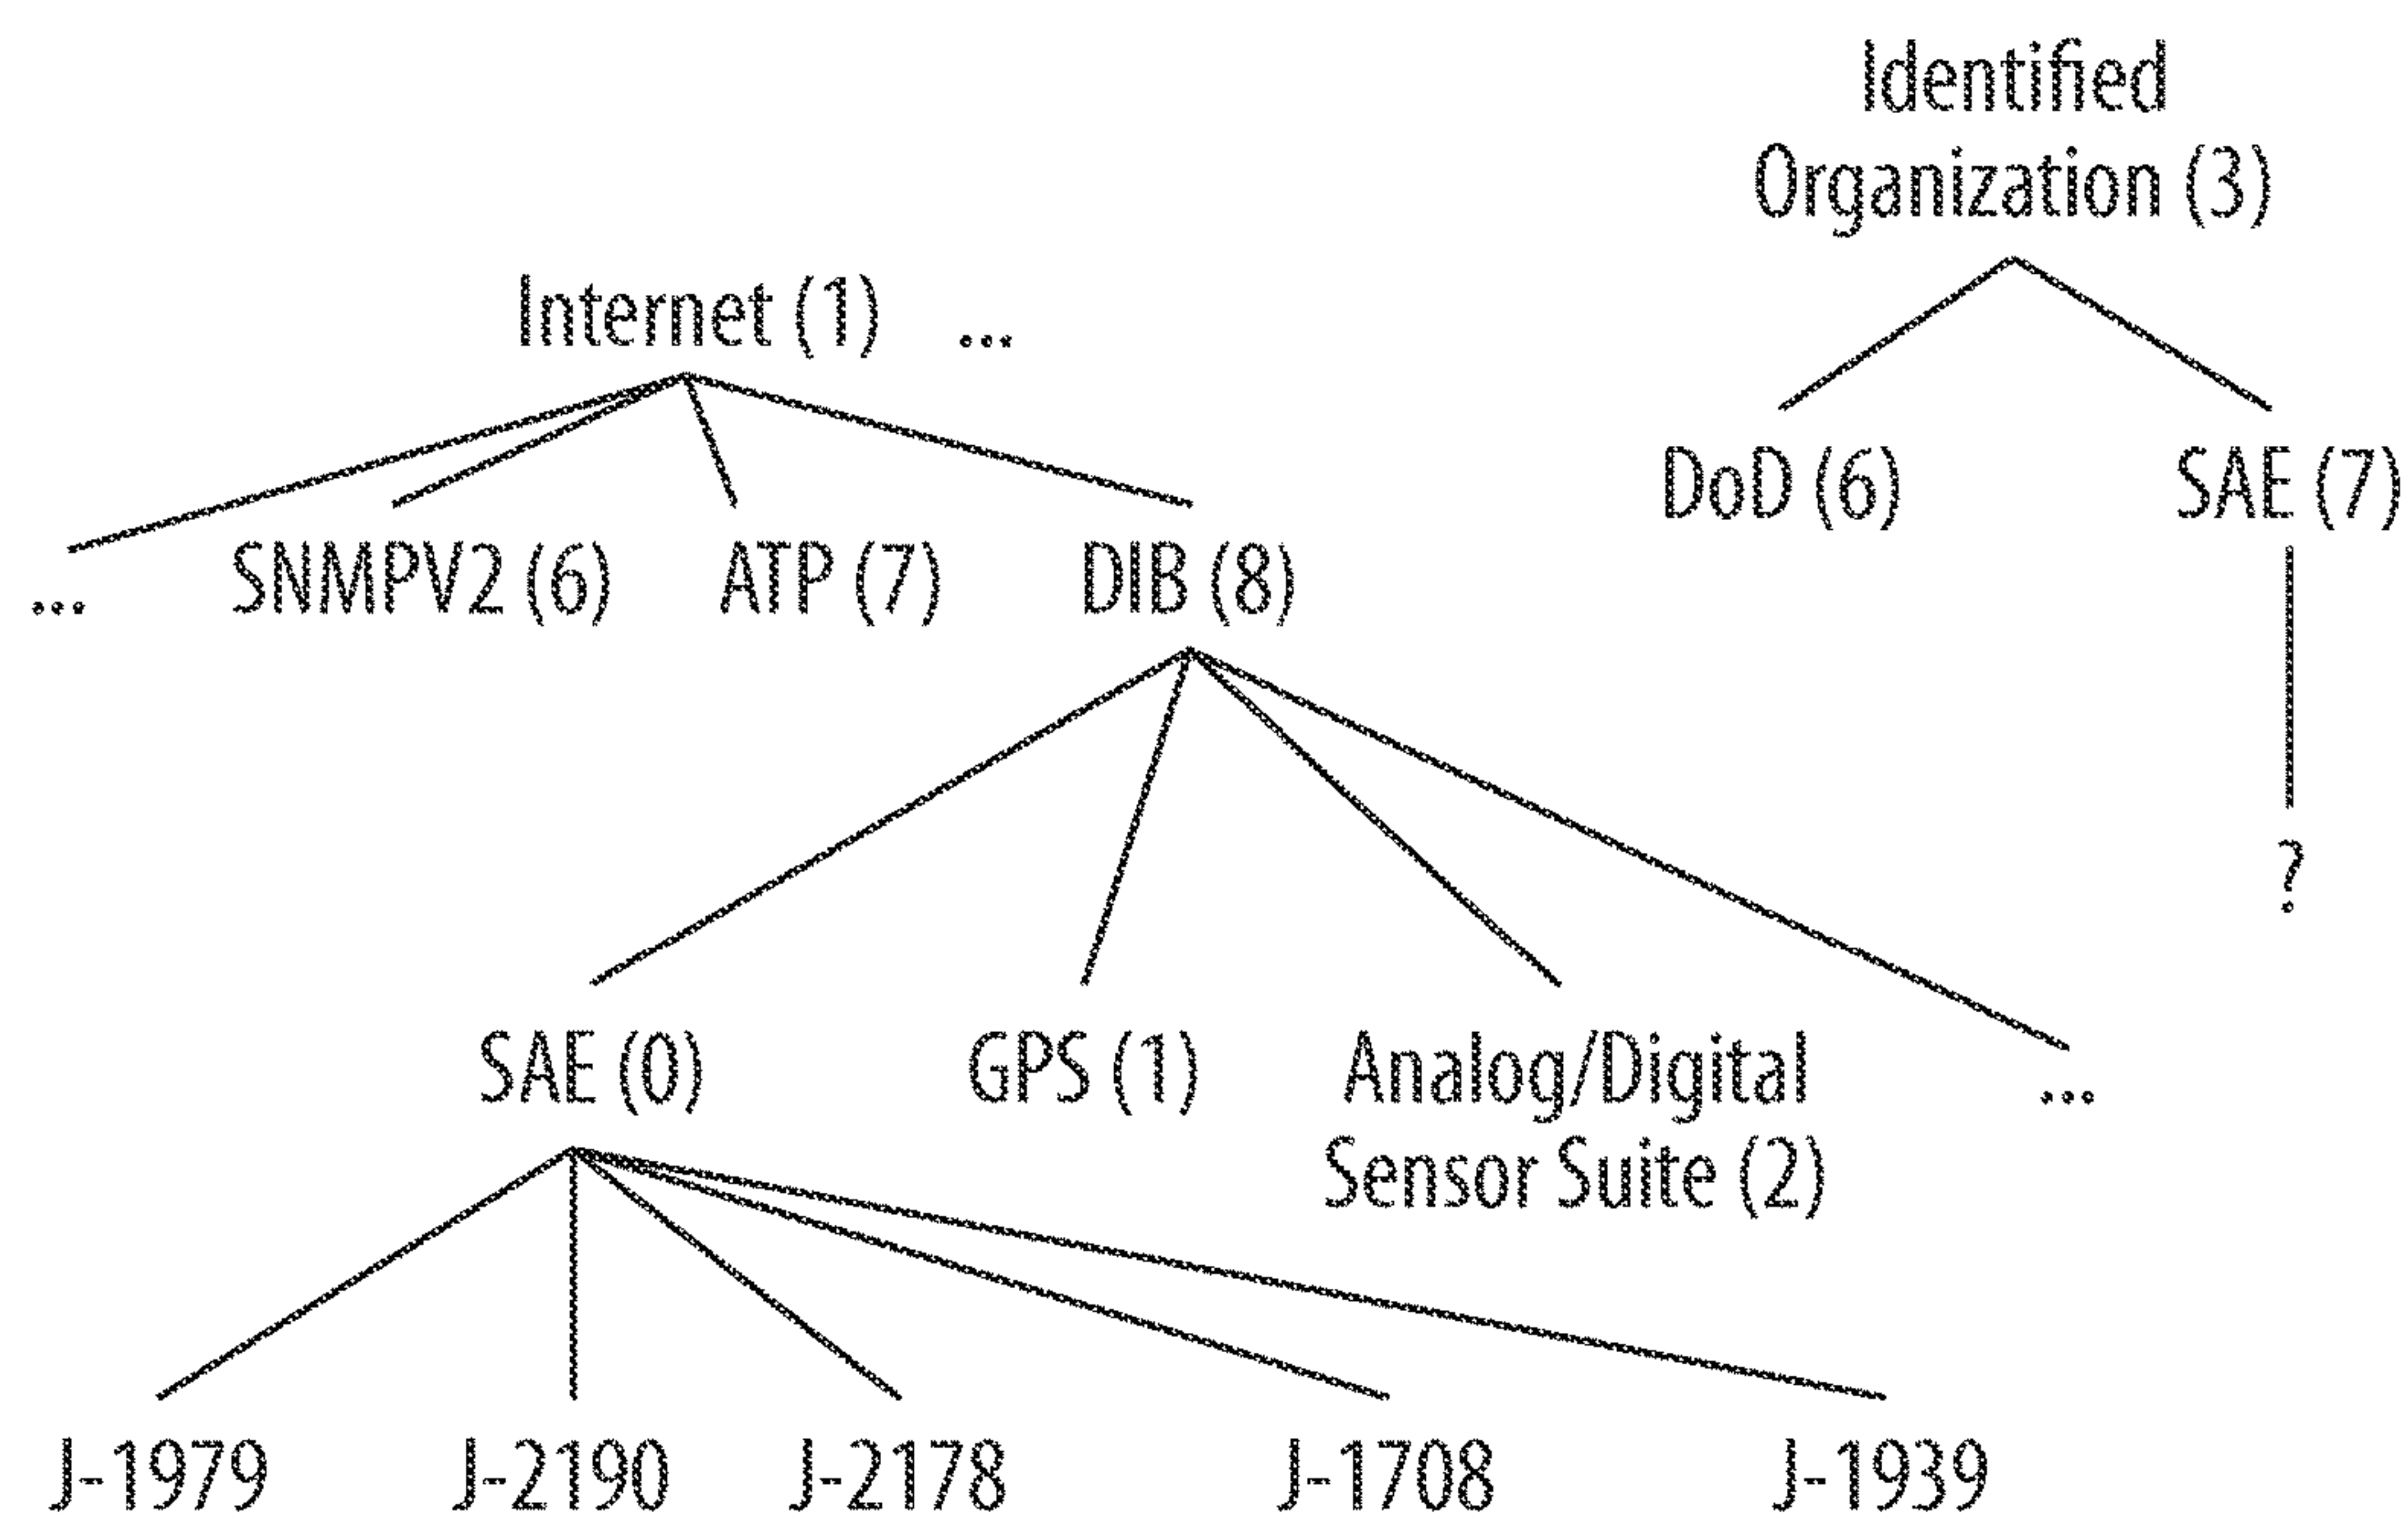 Identified
Organization (3)
Internet (1) ...
DoD (6) SAE (7)
... SNMPV2 (6) ATP (7) DIB (8)
?
SAE (0) GPS (1) Analog/Digital ...
Sensor Suite (2)
J-1979 J-2190 J-2178 J-1708 J-1939